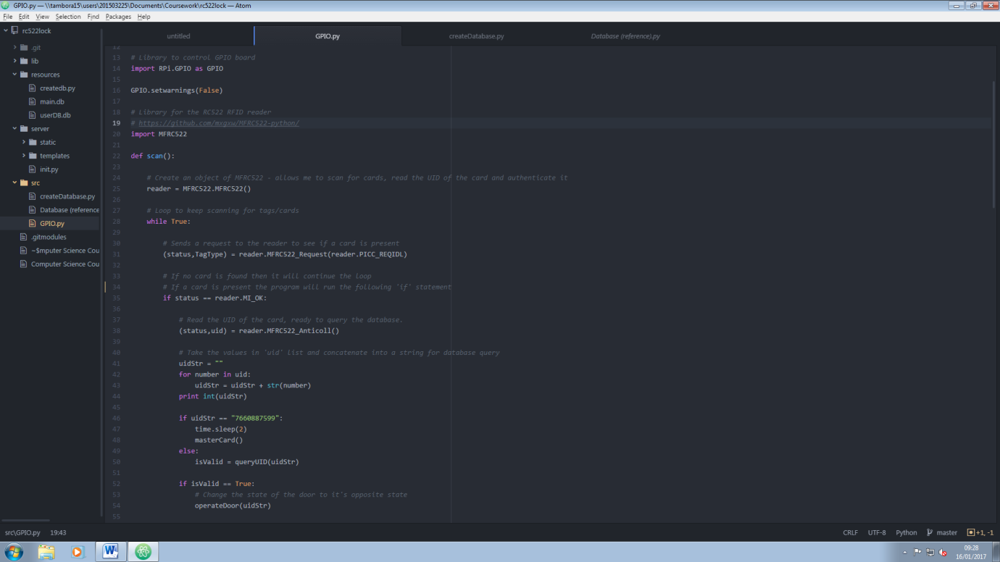 GPIO.py — \\tambora15\users\201503225\Documents\Coursework\rc522lock — Atom
File Edit View Selection Find Packages Help
rc522lock
.git
lib
resources
createdb.py
main.db
userDB.db
server
static
templates
init.py
src
createDatabase.py
Database (reference
GPIO.py
.gitmodules
~$mputer Science Cou
Computer Science Cou
untitled GPIO.py createDatabase.py Database (reference).py
12
13 # Library to control GPIO board
14 import RPi.GPIO as GPIO
15
16 GPIO.setwarnings(False)
17
18 # Library for the RC522 RFID reader
19 # https://github.com/mxgxw/MFRC522-python/
20 import MFRC522
21
22 def scan():
23
24 # Create an object of MFRC522 - allows me to scan for cards, read the UID of the card and authenticate it
25 reader = MFRC522.MFRC522()
26
27 # Loop to keep scanning for tags/cards
28 while True:
29
30 # Sends a request to the reader to see if a card is present
31 (status,TagType) = reader.MFRC522_Request(reader.PICC_REQIDL)
32
33 # If no card is found then it will continue the loop
34 # If a card is present the program will run the following 'if' statement
35 if status == reader.MI_OK:
36
37 # Read the UID of the card, ready to query the database.
38 (status,uid) = reader.MFRC522_Anticoll()
39
40 # Take the values in 'uid' list and concatenate into a string for database query
41 uidStr = ""
42 for number in uid:
43 uidStr = uidStr + str(number)
44 print int(uidStr)
45
46 if uidStr == "7660887599":
47 time.sleep(2)
48 masterCard()
49 else:
50 isValid = queryUID(uidStr)
51
52 if isValid == True:
53 # Change the state of the door to it's opposite state
54 operateDoor(uidStr)
55
src\GPIO.py 19:43 CRLF UTF-8 Python master +1, -1
09:28
16/01/2017